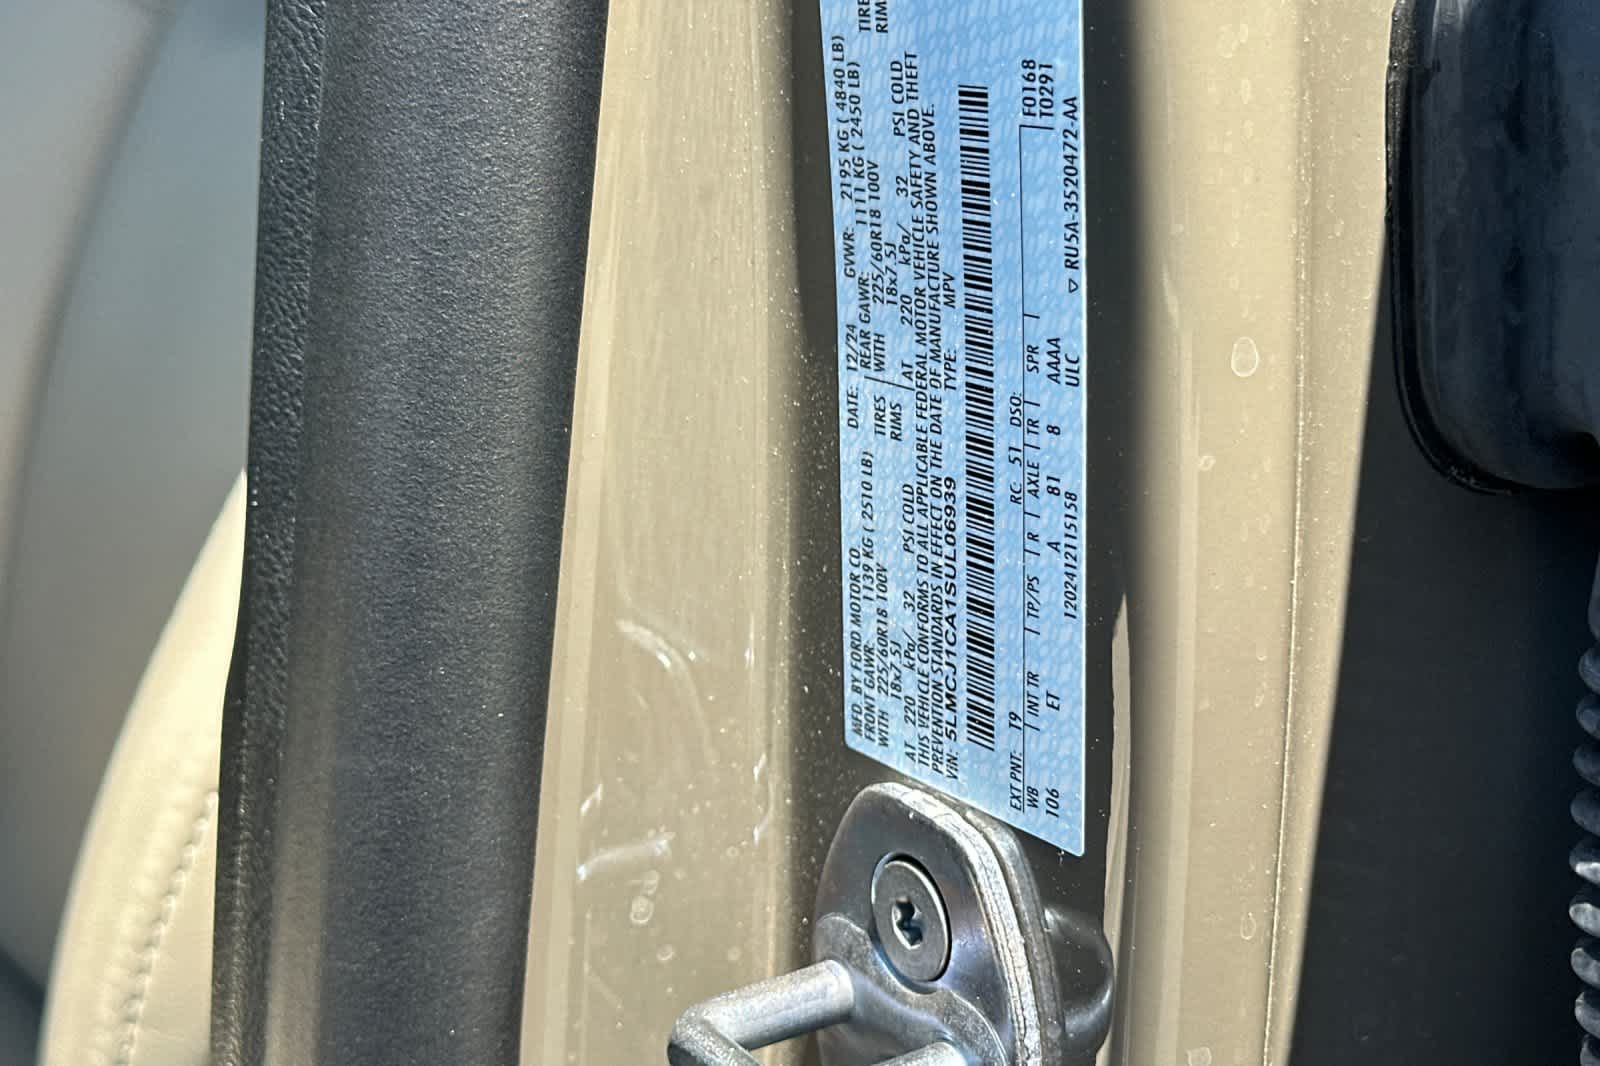 MFD. BY FORD MOTOR CO. DATE: 12/24 GVWR: 2195 KG ( 4840 LB)
FRONT GAWR: 1139 KG ( 2510 LB) REAR GAWR: 1111 KG ( 2450 LB)
WITH 225/60R18 100V TIRES WITH 225/60R18 100V TIRE
18x7.5J RIMS 18x7.5J RIM
AT 220 kPa/ 32 PSI COLD AT 220 kPa/ 32 PSI COLD
THIS VEHICLE CONFORMS TO ALL APPLICABLE FEDERAL MOTOR VEHICLE SAFETY AND THEFT
PREVENTION STANDARDS IN EFFECT ON THE DATE OF MANUFACTURE SHOWN ABOVE.
VIN: 5LMCJ1CA1SUL06939 TYPE: MPV
EXT PNT: T9 RC: 51 DSO: F0168
WB INT TR TP/PS R AXLE TR SPR T0291
106 ET A 81 8 AAAA
1202412115158 ULC ▽ RU5A-3520472-AA